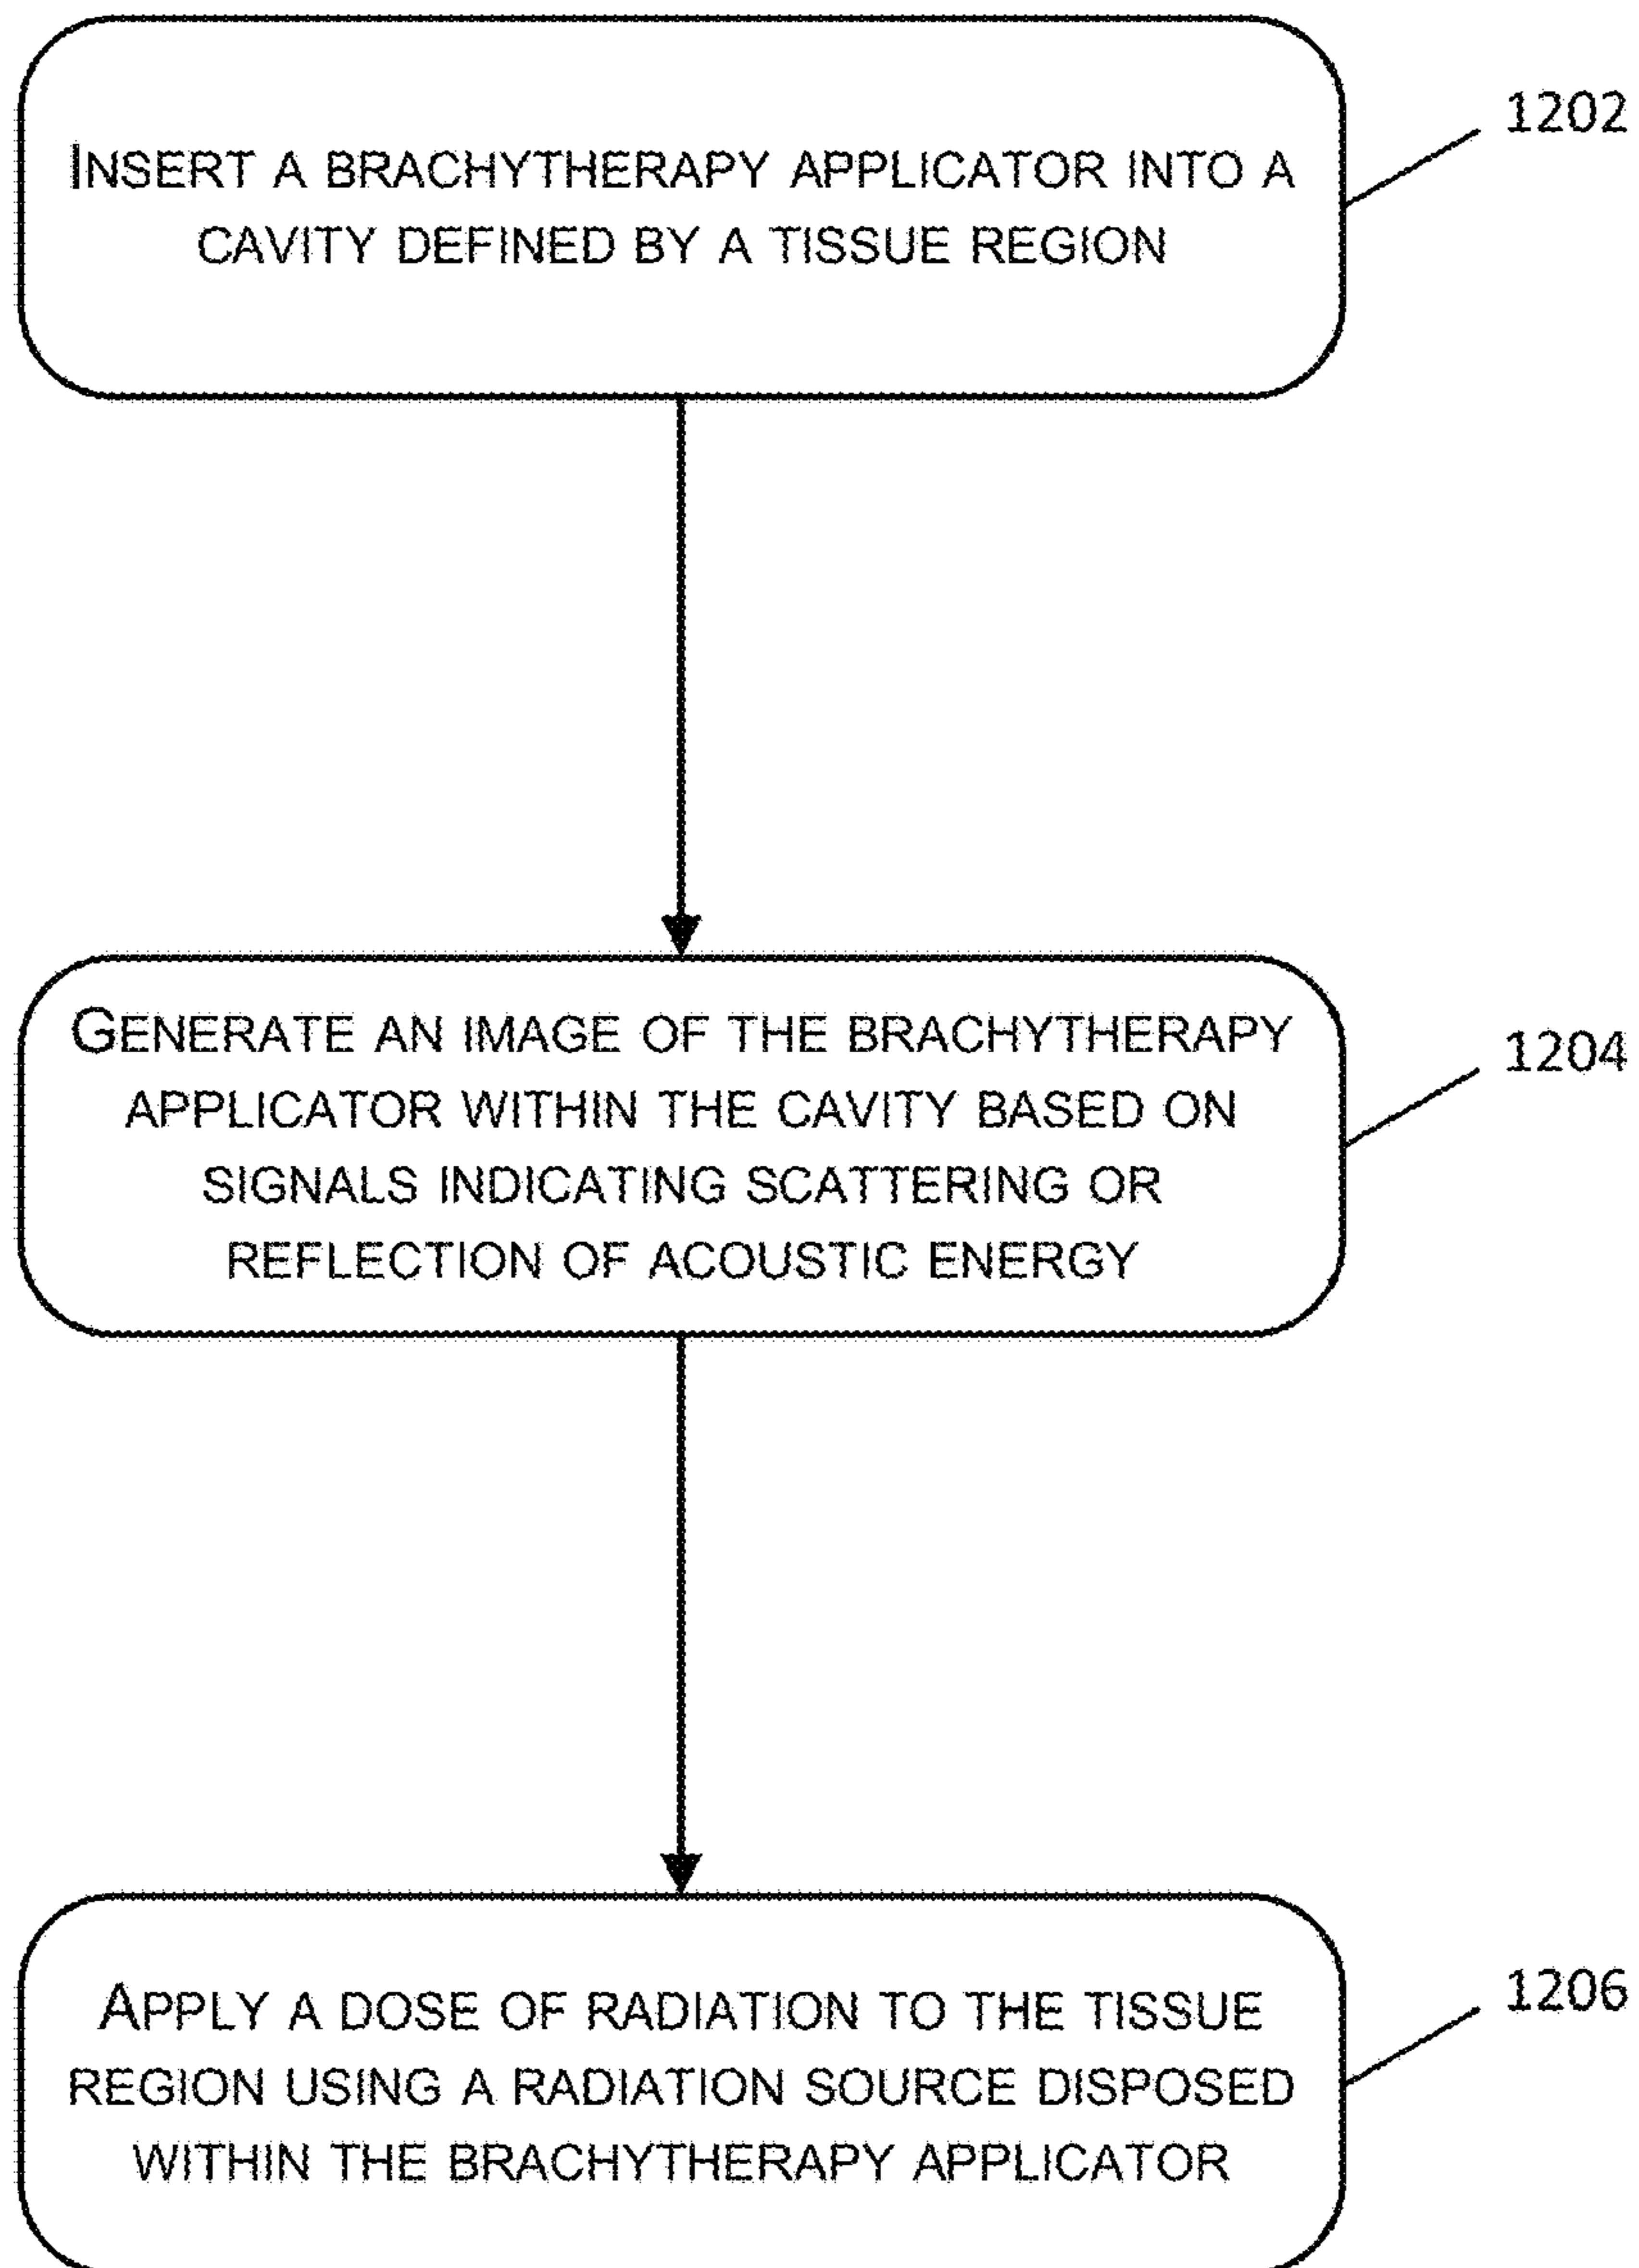 INSERT A BRACHYTHERAPY APPLICATOR INTO A
CAVITY DEFINED BY A TISSUE REGION
1202
GENERATE AN IMAGE OF THE BRACHYTHERAPY
APPLICATOR WITHIN THE CAVITY BASED ON
SIGNALS INDICATING SCATTERING OR
REFLECTION OF ACOUSTIC ENERGY
1204
APPLY A DOSE OF RADIATION TO THE TISSUE
REGION USING A RADIATION SOURCE DISPOSED
WITHIN THE BRACHYTHERAPY APPLICATOR
1206